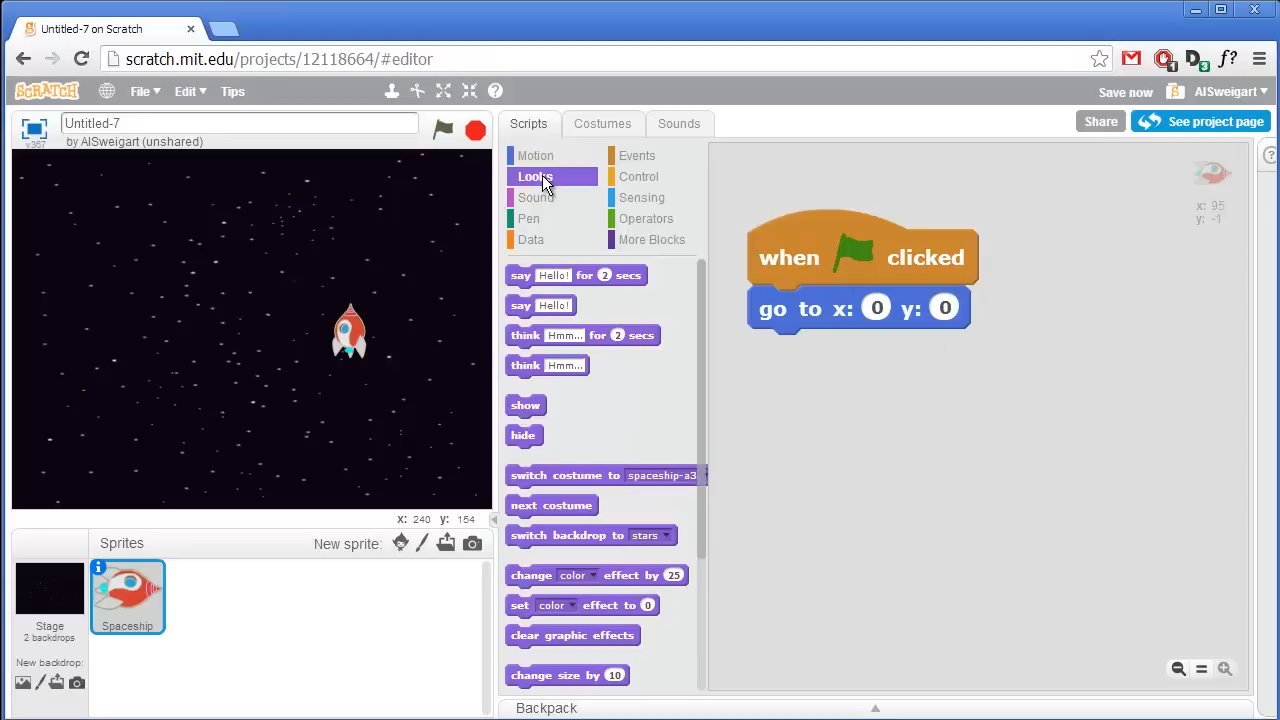 Untitled-7 on Scratch
scratch.mit.edu/projects/12118664/#editor
1
D
3
f?
SCRATCH
File
Edit
Tips
?
Save now
S
AlSweigart
v367
Untitled-7
by AlSweigart (unshared)
Scripts
Costumes
Sounds
Share
See project page
?
Motion
Events
Looks
Control
Sound
Sensing
Pen
Operators
Data
More Blocks
x: 95
y: -1
when clicked
go to x: 0 y: 0
say Hello! for 2 secs
say Hello!
think Hmm... for 2 secs
think Hmm...
show
hide
switch costume to spaceship-a3
next costume
switch backdrop to stars
change color effect by 25
set color effect to 0
clear graphic effects
change size by 10
x: 240 y: 154
Sprites
New sprite:
i
Spaceship
Stage
2 backdrops
New backdrop:
Backpack